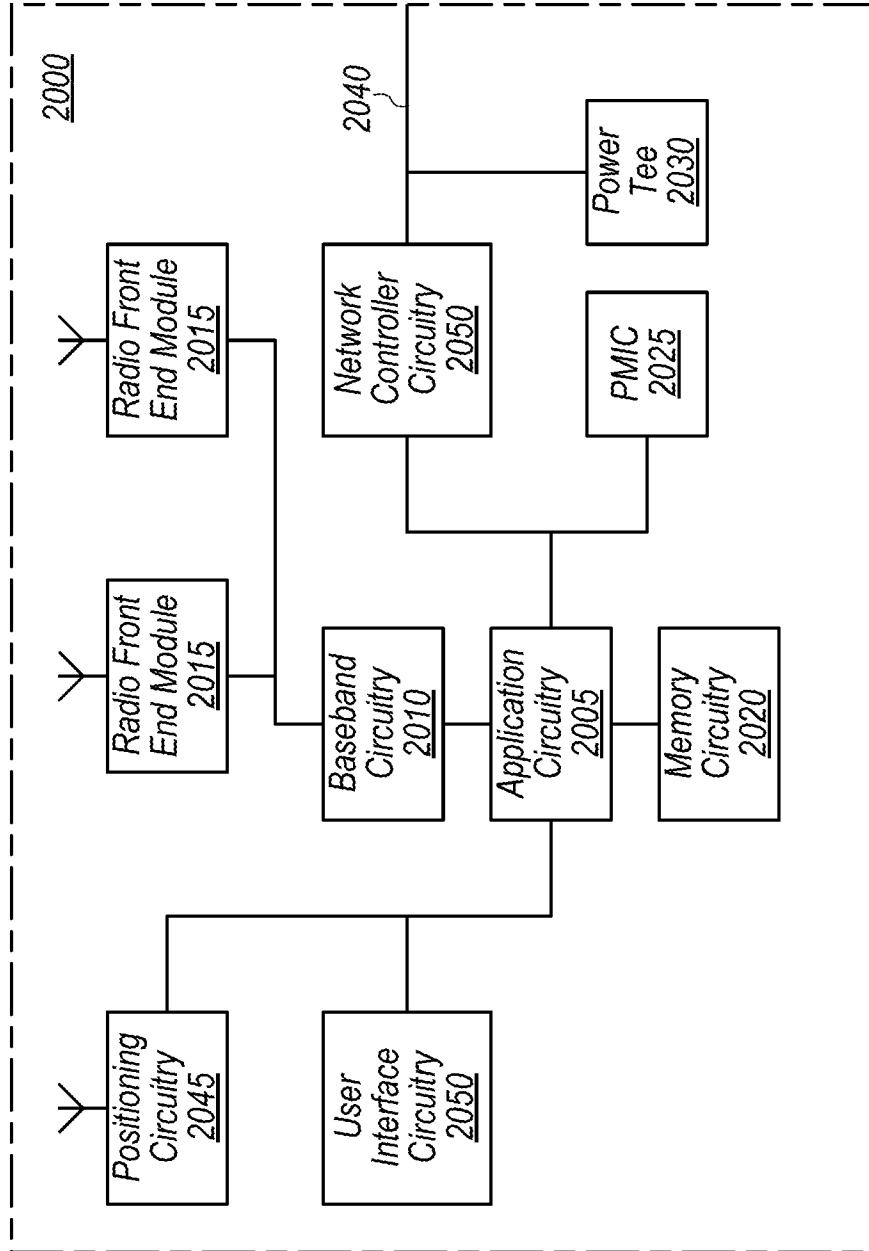 2000
Positioning
Circuitry
2045
Radio Front
End Module
2015
Radio Front
End Module
2015
User
Interface
Circuitry
2050
Baseband
Circuitry
2010
Network
Controller
Circuitry
2050
2040
Application
Circuitry
2005
Memory
Circuitry
2020
PMIC
2025
Power
Tee
2030